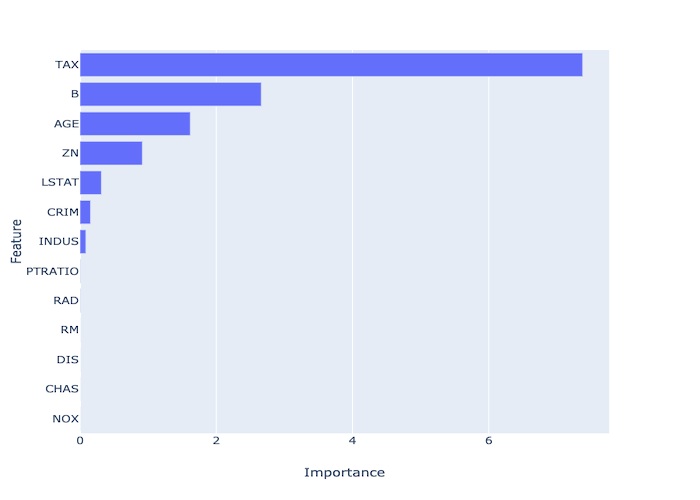 TAX
B
AGE
ZN
LSTAT
CRIM
INDUS
PTRATIO
RAD
RM
DIS
CHAS
NOX
Feature
0 2 4 6
Importance